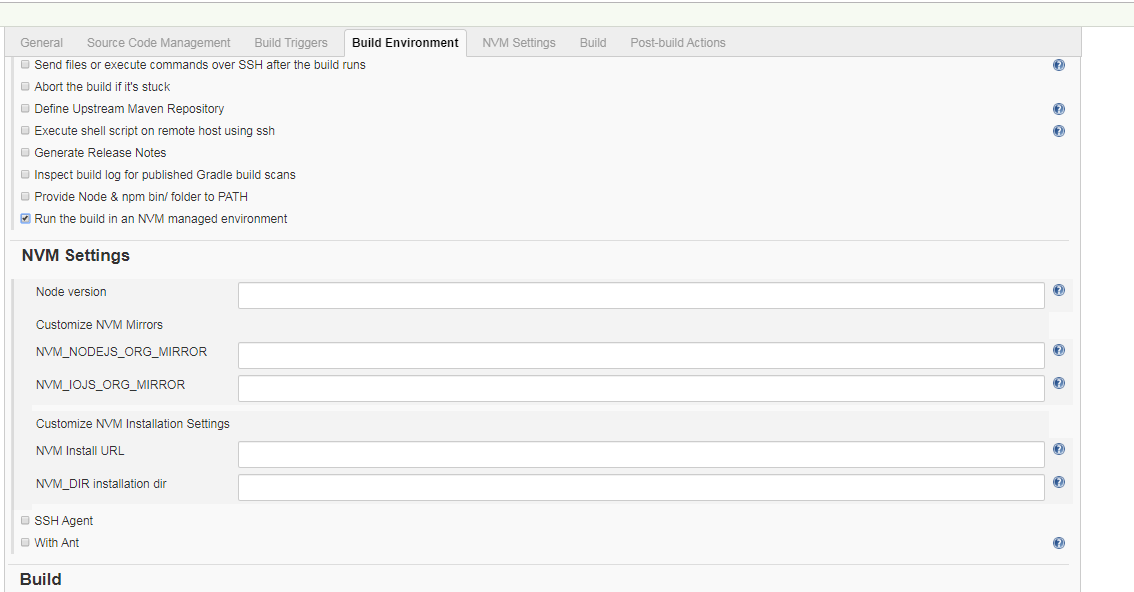 General Source Code Management Build Triggers Build Environment NVM Settings Build Post-build Actions
Send files or execute commands over SSH after the build runs
Abort the build if it's stuck
Define Upstream Maven Repository
Execute shell script on remote host using ssh
Generate Release Notes
Inspect build log for published Gradle build scans
Provide Node & npm bin/ folder to PATH
Run the build in an NVM managed environment
NVM Settings
Node version
Customize NVM Mirrors
NVM_NODEJS_ORG_MIRROR
NVM_IOJS_ORG_MIRROR
Customize NVM Installation Settings
NVM Install URL
NVM_DIR installation dir
SSH Agent
With Ant
Build